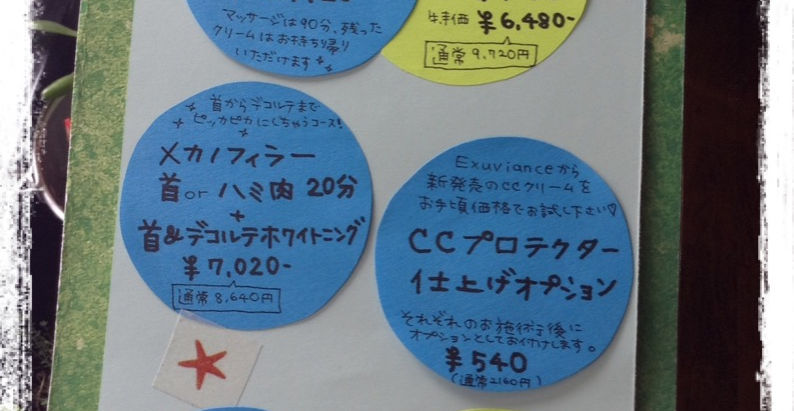 マッサージは90分、残った
クリームはお持ち帰り
いただけます
特価 ¥6,480-
通常 9,720円
首からデコルテまで
ピッカピカにしちゃうコース!
メカノフィラー
首orハミ肉 20分
+
首&デコルテホワイトニング
¥7,020-
通常 8,640円
Exuvianceから
新発売のCCクリームを
お手頃価格でお試し下さい♡
CCプロテクター
仕上げオプション
それぞれのお施術後に
オプションとしてお付けします。
¥540
(通常2160円)